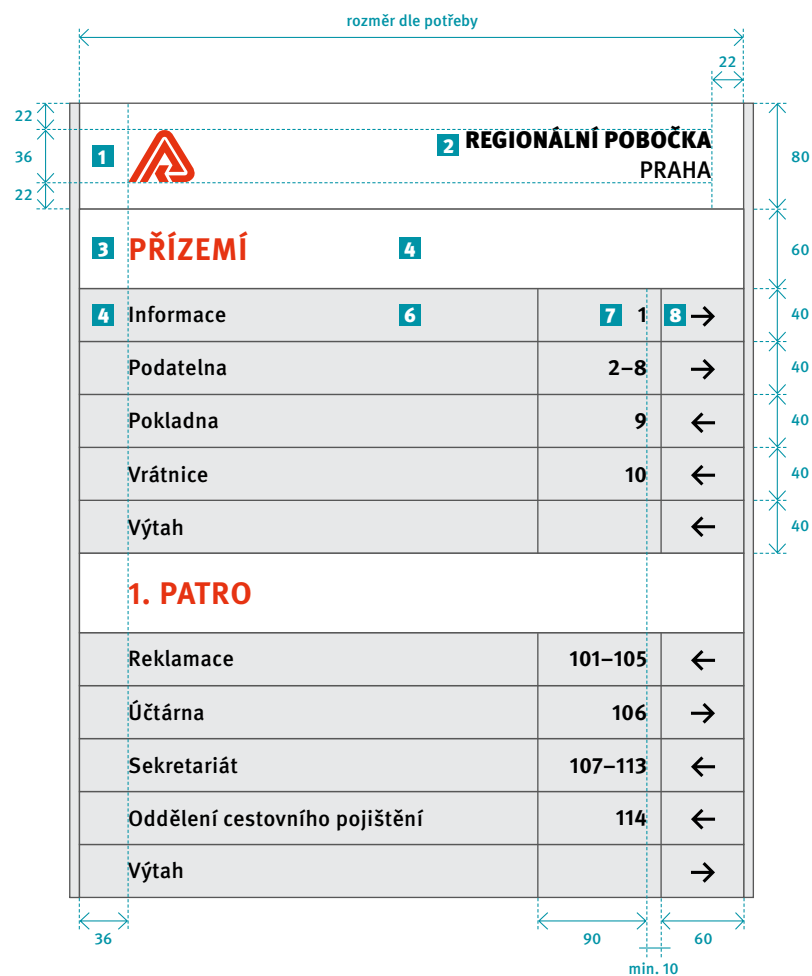 rozměr dle potřeby
22
22
36
22
1
2 REGIONÁLNÍ POBOČKA
PRAHA
80
3 PŘÍZEMÍ 4
60
4 Informace 6 7 1 8 →
40
Podatelna 2–8 →
40
Pokladna 9 ←
40
Vrátnice 10 ←
40
Výtah ←
40
1. PATRO
Reklamace 101–105 ←
Účtárna 106 →
Sekretariát 107–113 ←
Oddělení cestovního pojištění 114 ←
Výtah →
36 90 60
min. 10